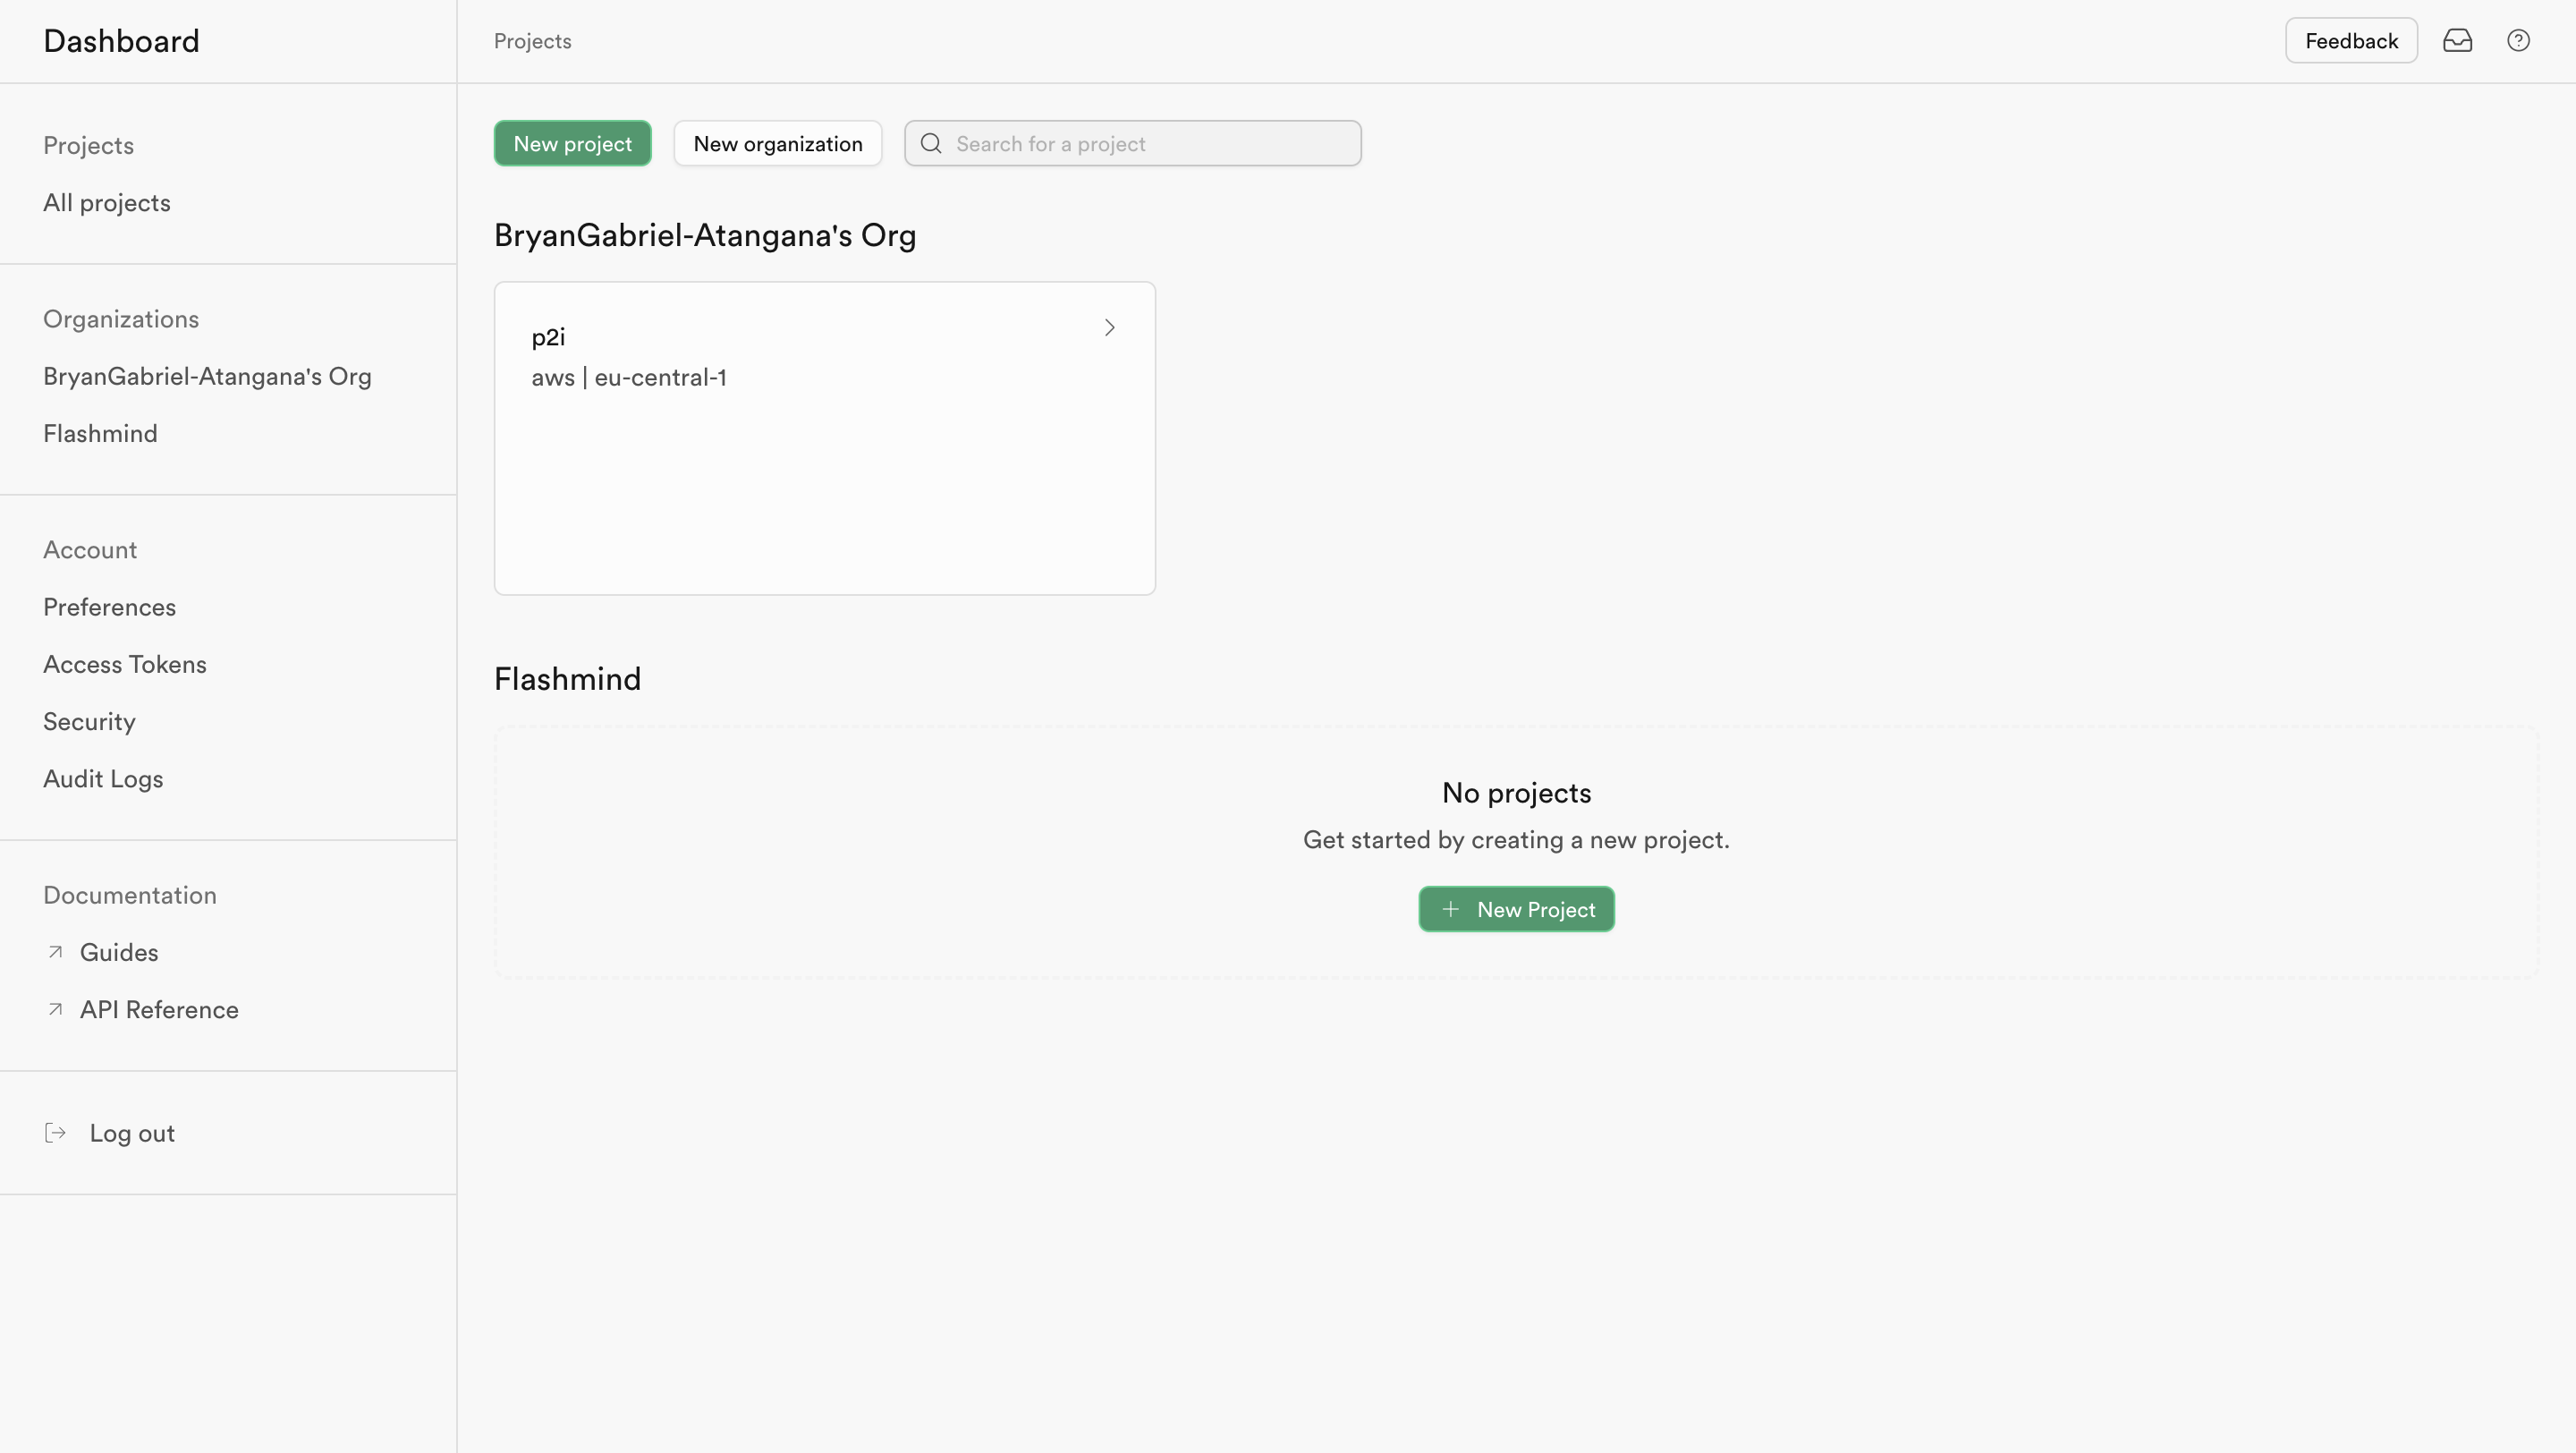 Dashboard
Projects
Feedback
Projects
All projects
Organizations
BryanGabriel-Atangana's Org
Flashmind
Account
Preferences
Access Tokens
Security
Audit Logs
Documentation
Guides
API Reference
Log out
New project
New organization
Search for a project
BryanGabriel-Atangana's Org
p2i
aws | eu-central-1
Flashmind
No projects
Get started by creating a new project.
New Project